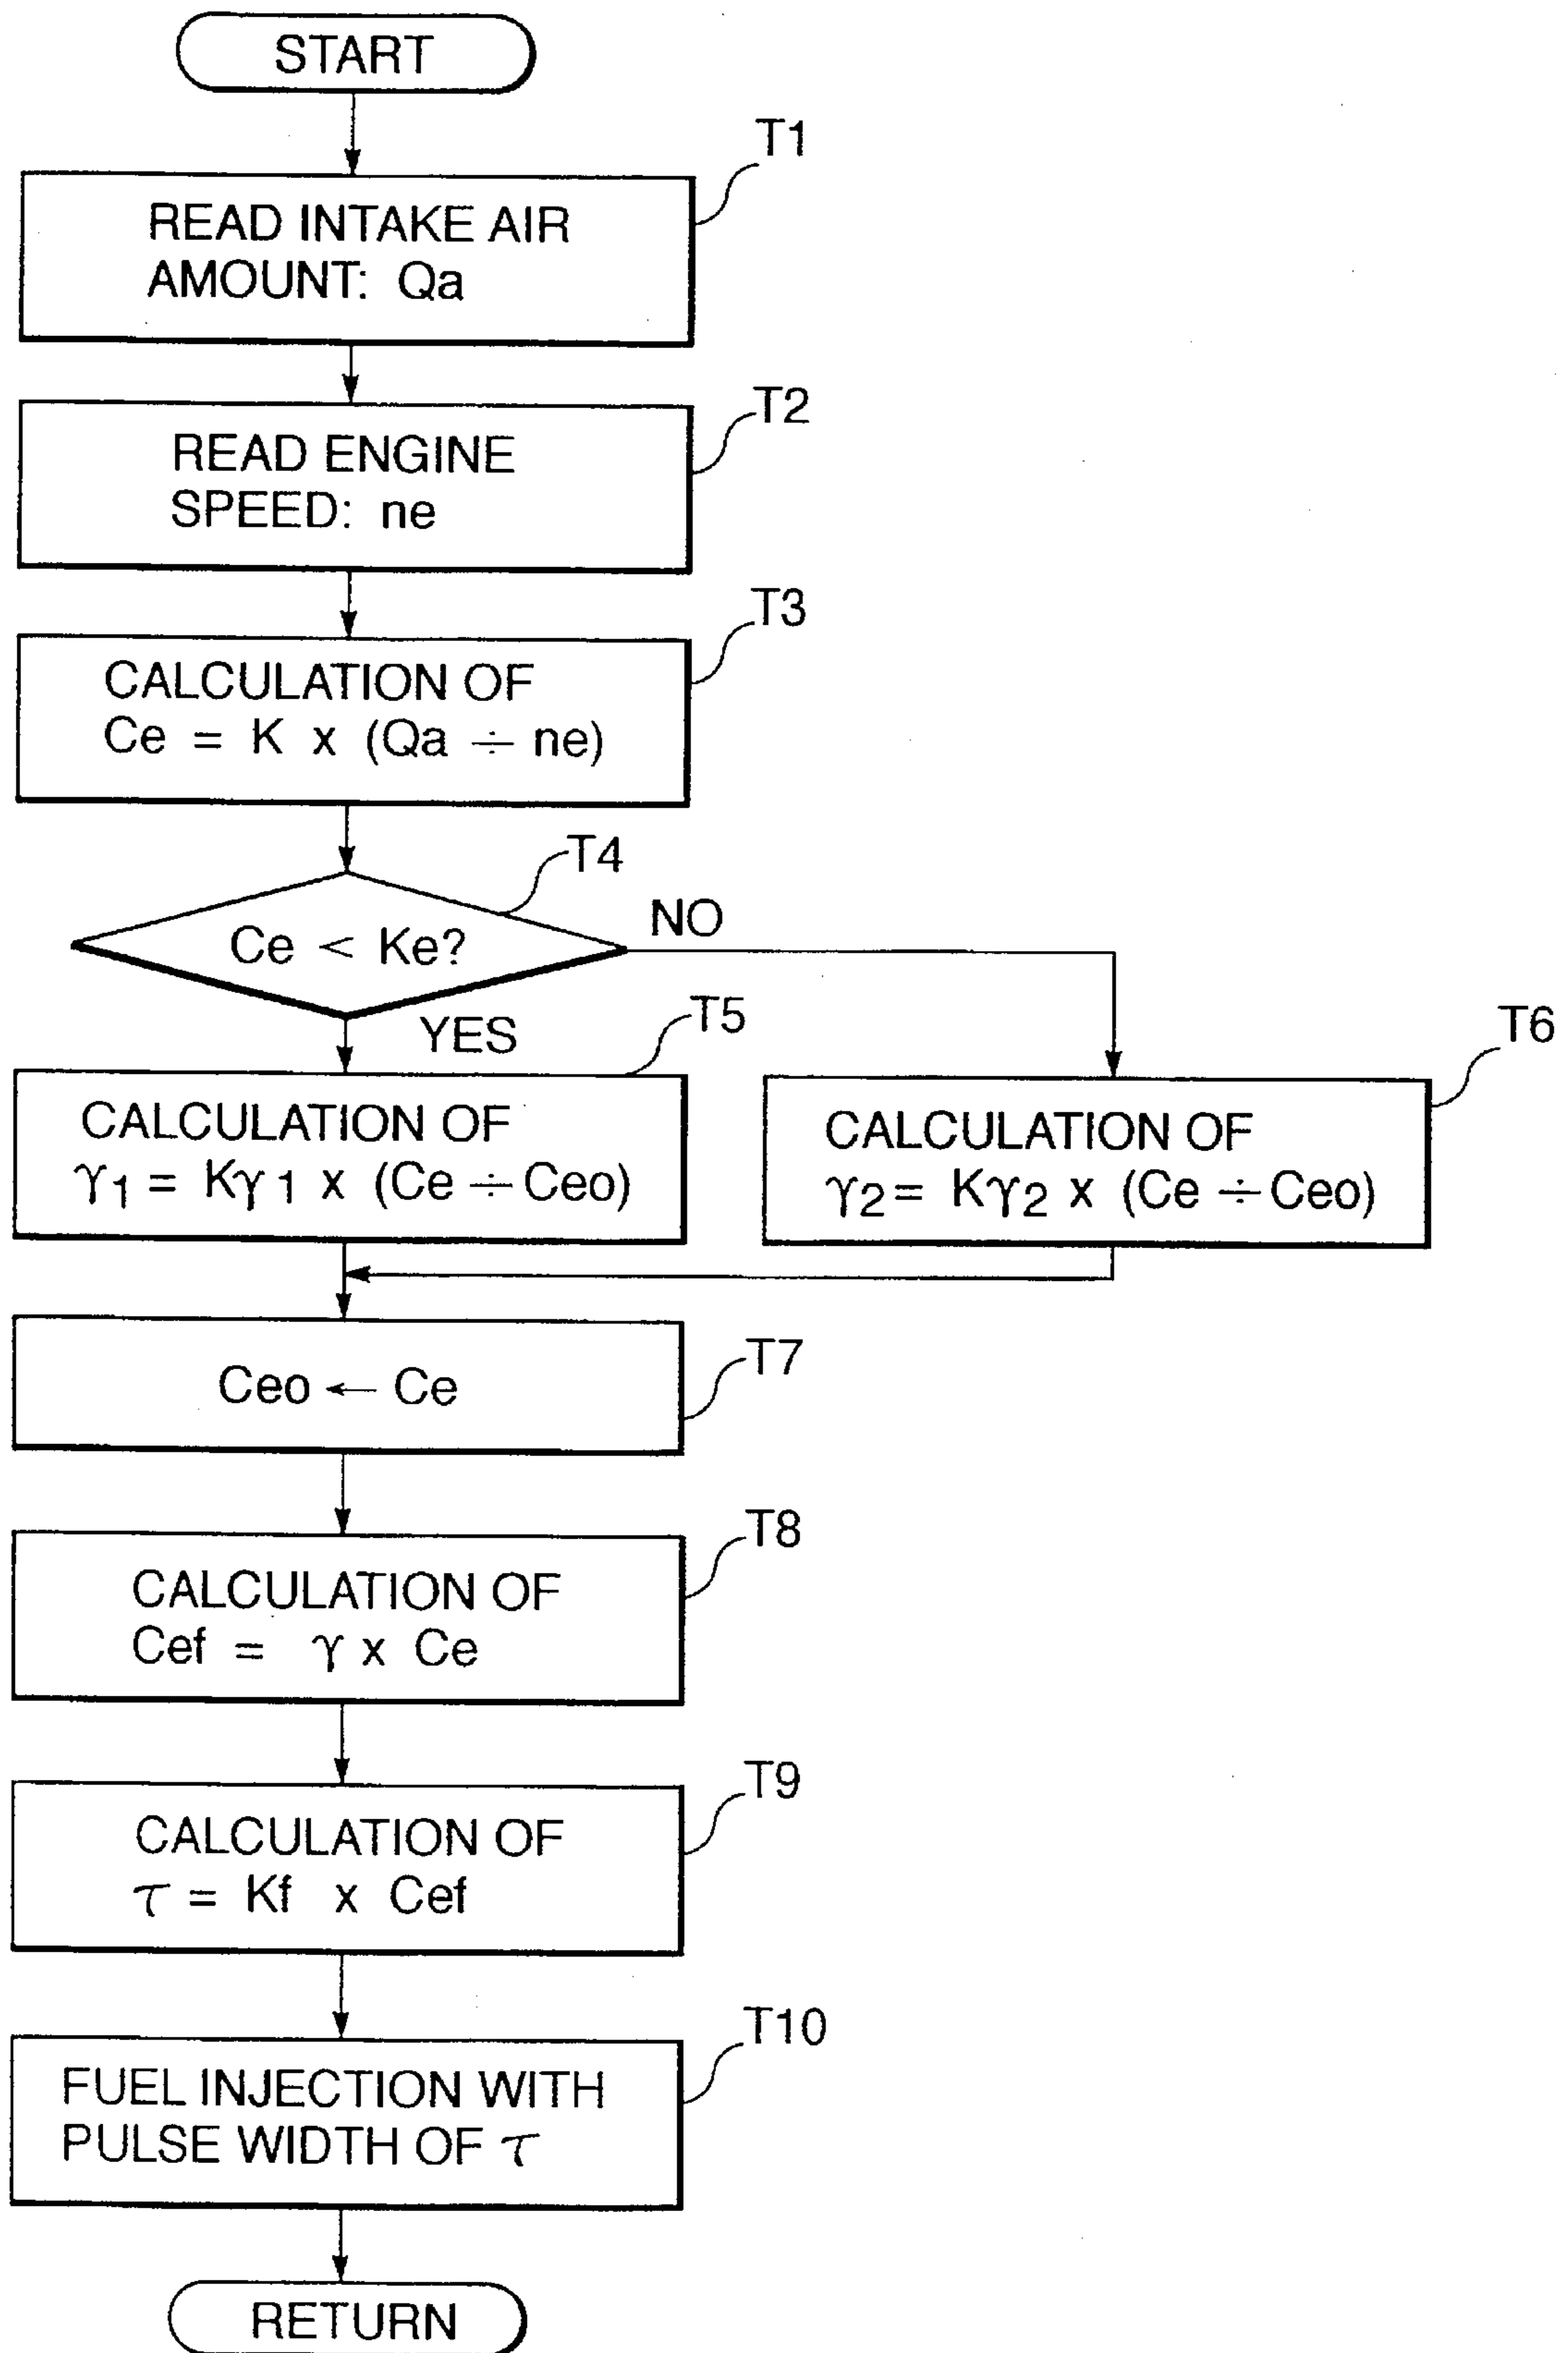 START
T1
READ INTAKE AIR
AMOUNT: Qa
T2
READ ENGINE
SPEED: ne
T3
CALCULATION OF
Ce = K x (Qa ÷ ne)
T4
Ce < Ke?
NO
YES
T5
CALCULATION OF
γ1 = Kγ1 x (Ce ÷ Ceo)
T6
CALCULATION OF
γ2 = Kγ2 x (Ce ÷ Ceo)
T7
Ceo ← Ce
T8
CALCULATION OF
Cef = γ x Ce
T9
CALCULATION OF
τ = Kf x Cef
T10
FUEL INJECTION WITH
PULSE WIDTH OF τ
RETURN